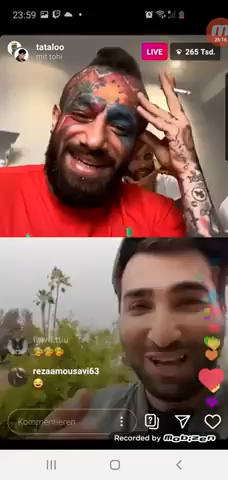 23:59
tataloo
mit tohi
LIVE
265 Tsd.
rezaamousavi63
Kommentieren
Recorded by mobizen